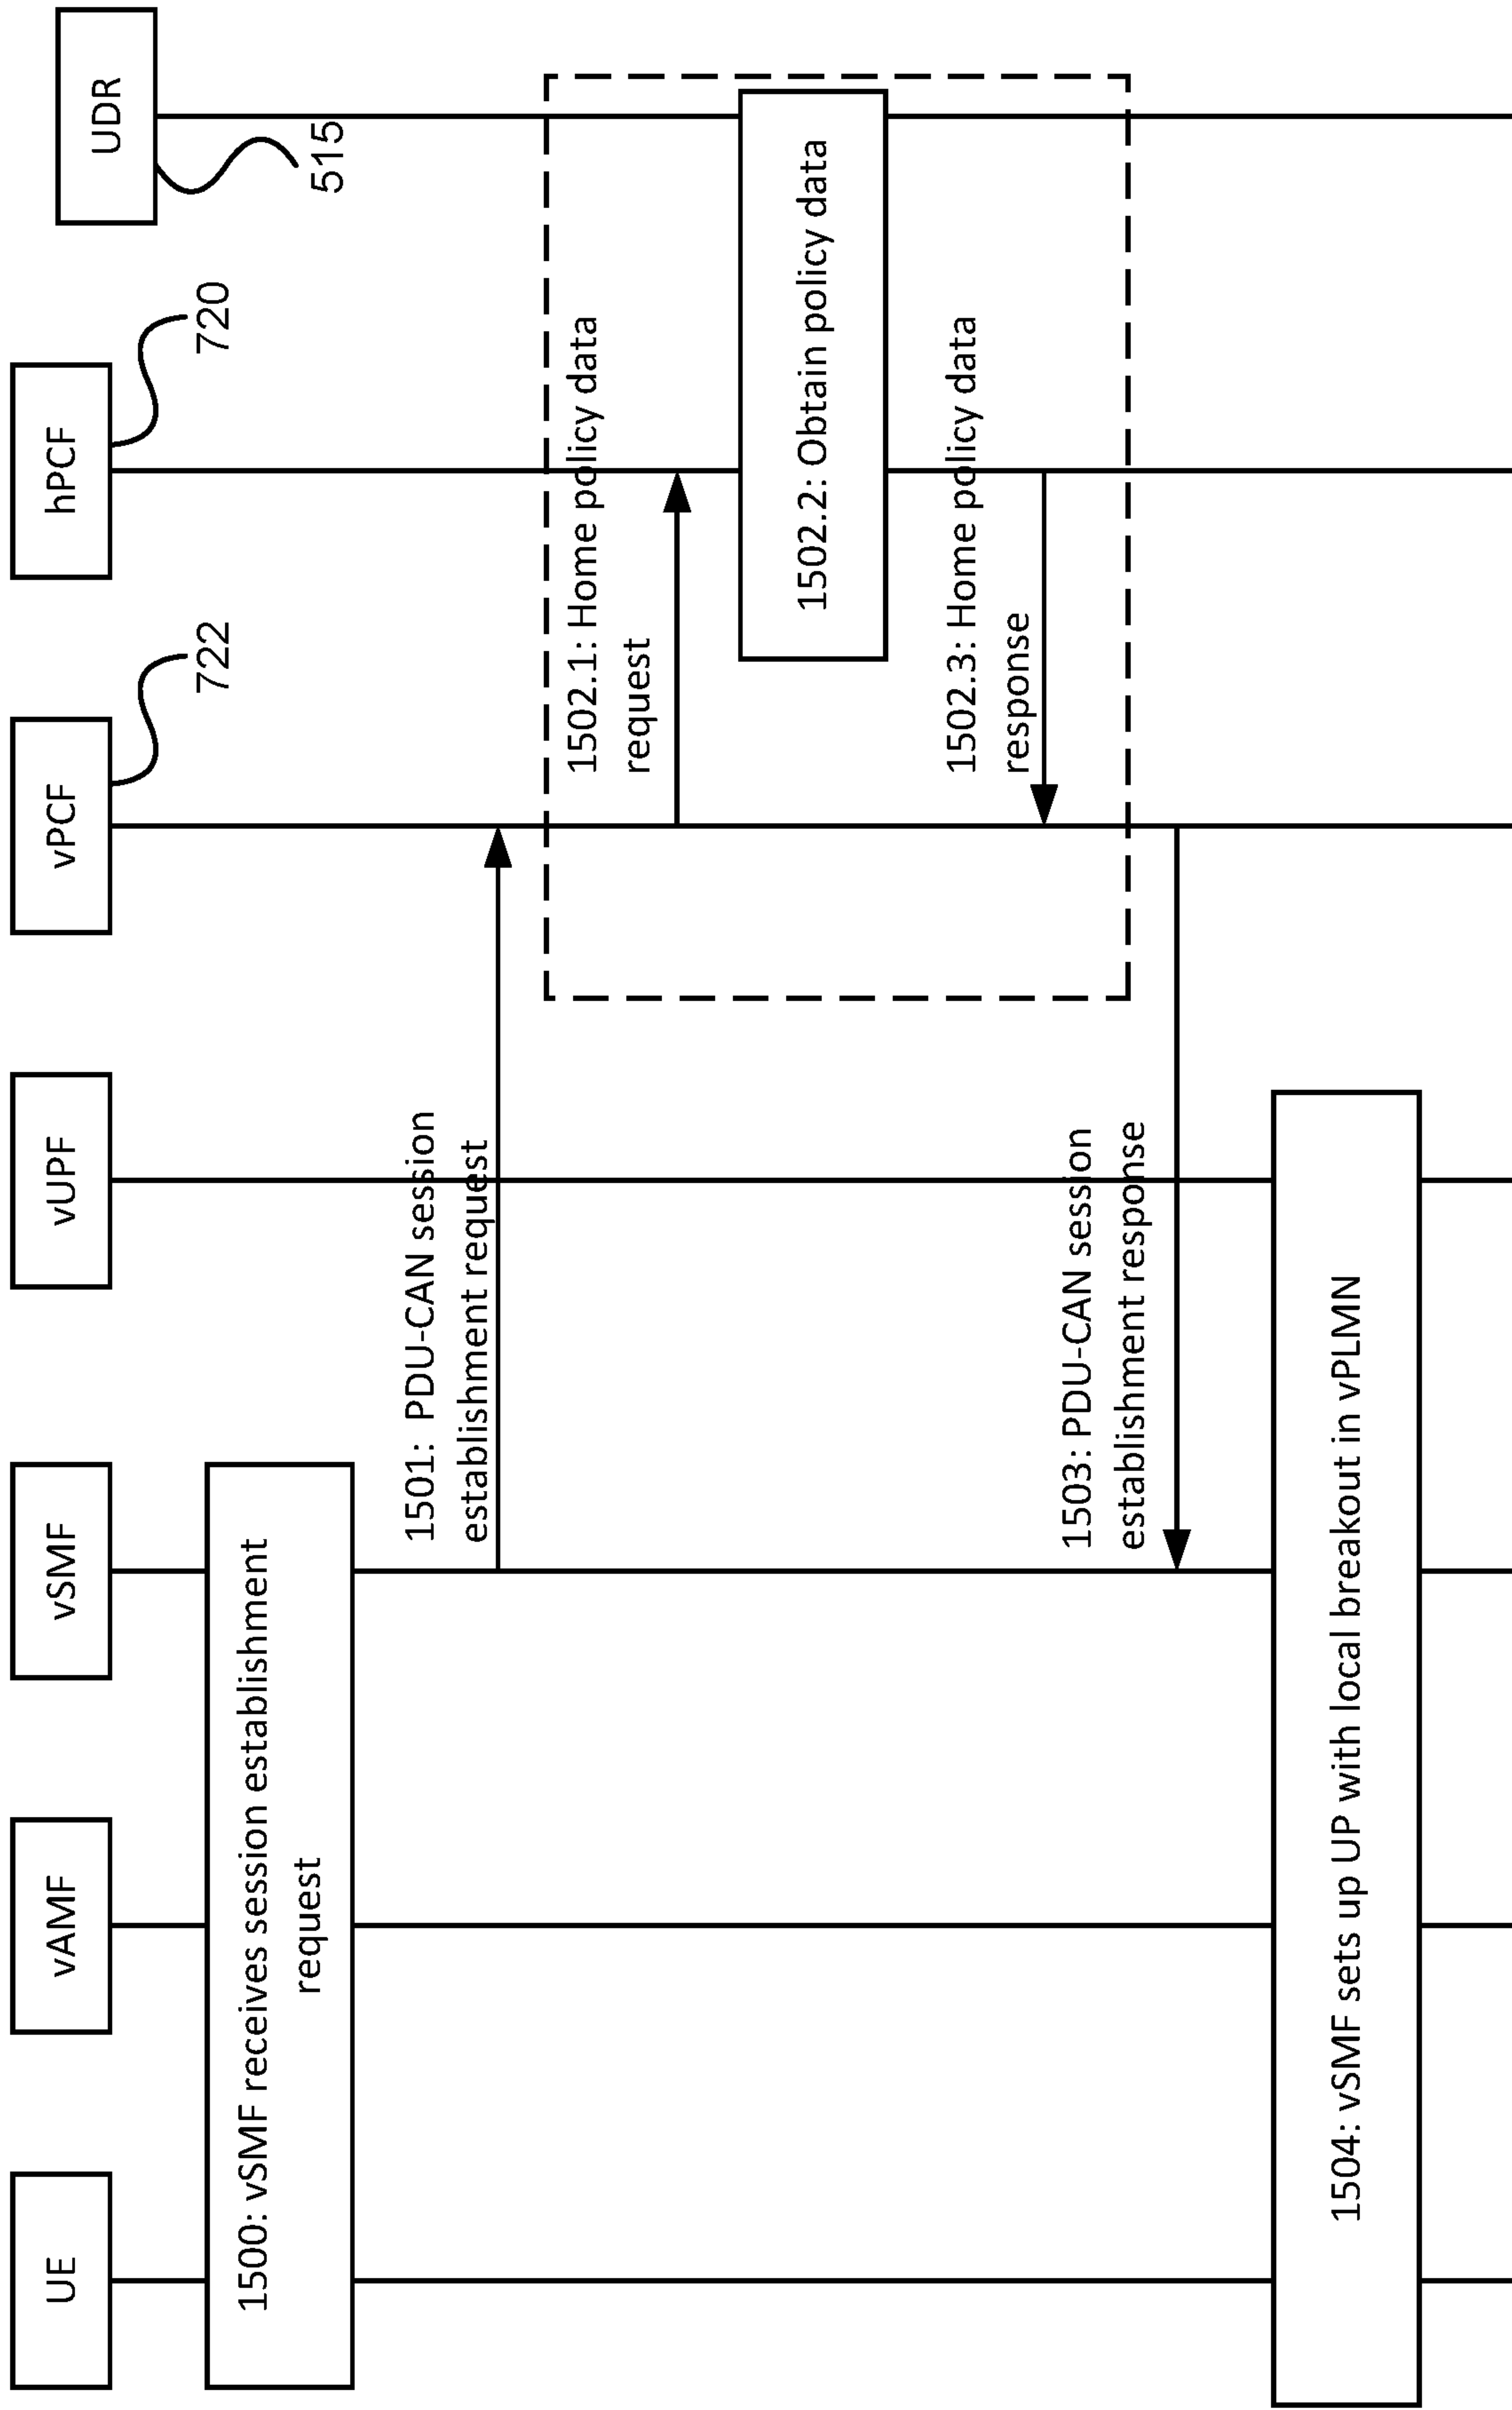 UE
vAMF
vSMF
vUPF
vPCF
hPCF
UDR
722
720
515
1500: vSMF receives session establishment
request
1501: PDU-CAN session
establishment request
1502.1: Home policy data
request
1502.2: Obtain policy data
1502.3: Home policy data
response
1503: PDU-CAN session
establishment response
1504: vSMF sets up UP with local breakout in vPLMN